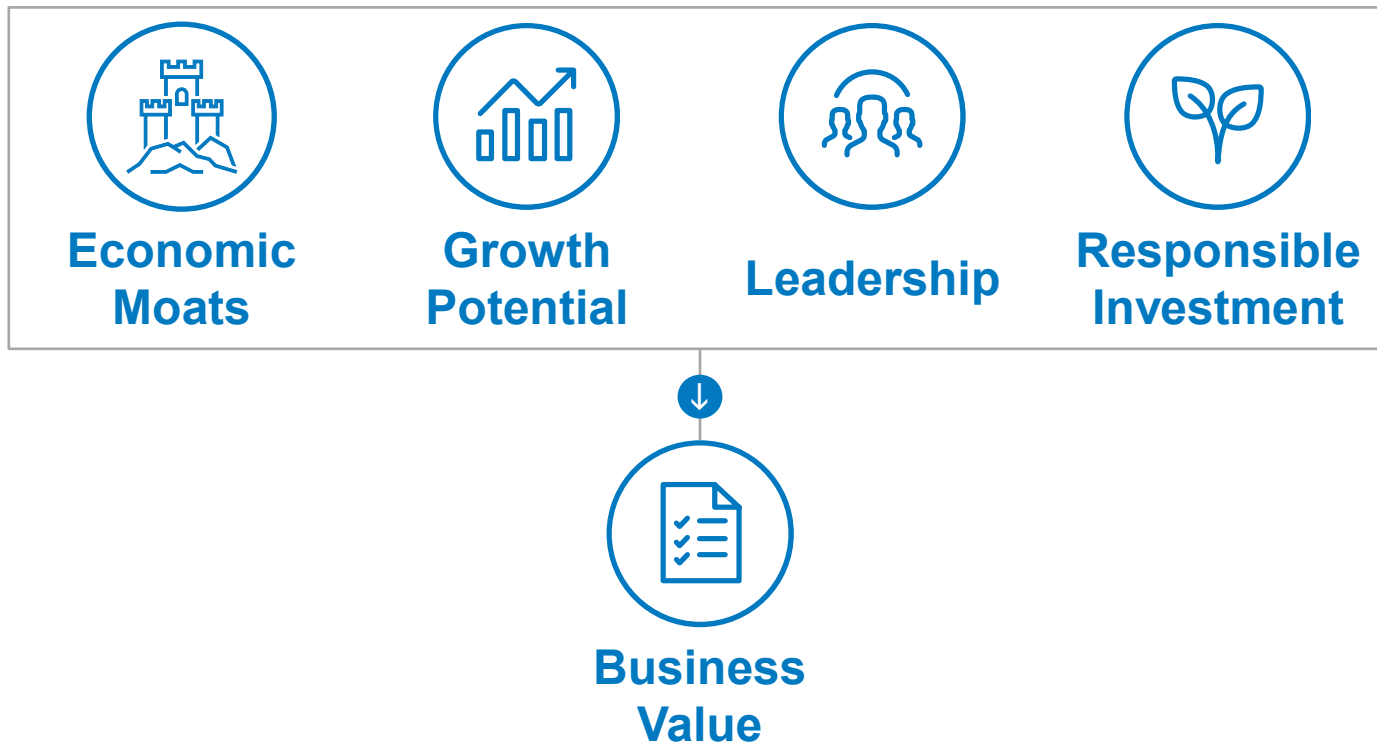 Economic
Moats
Growth
Potential
Leadership
Responsible
Investment
Business
Value